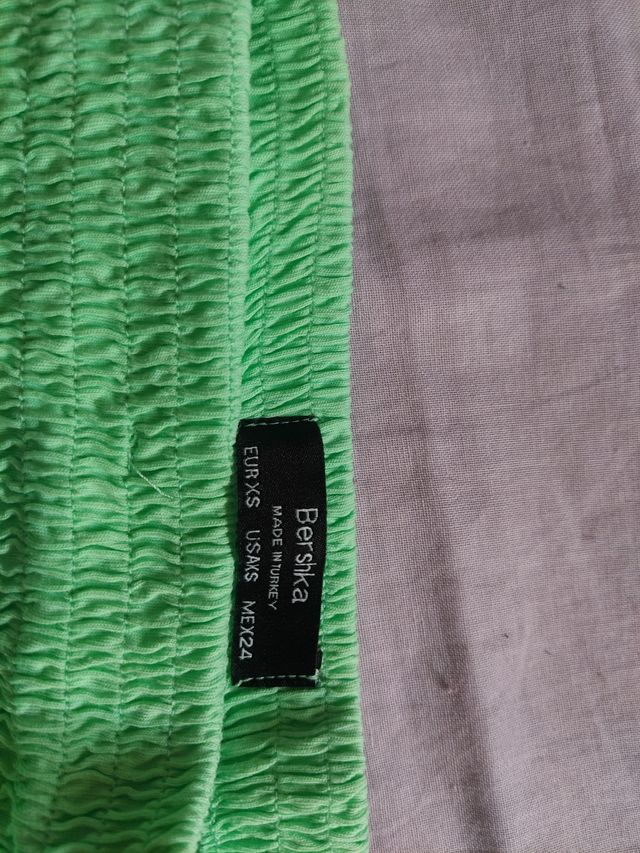 Bershka
MADE IN TURKEY
EUR XS USA XS MEX 24